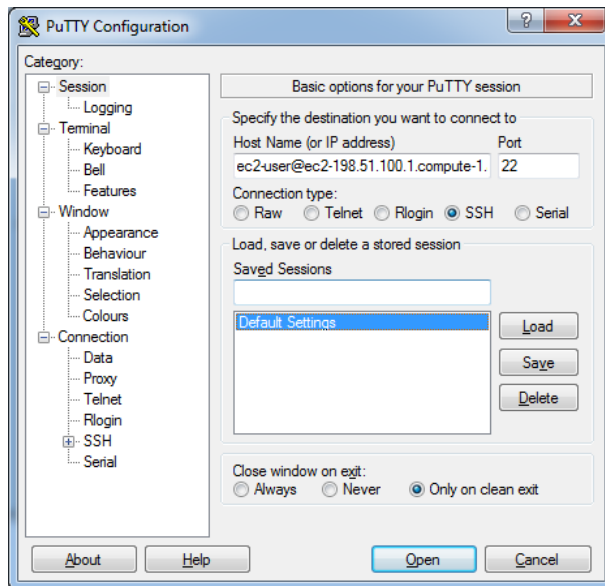 PuTTY Configuration
Category:
Session
Logging
Terminal
Keyboard
Bell
Features
Window
Appearance
Behaviour
Translation
Selection
Colours
Connection
Data
Proxy
Telnet
Rlogin
SSH
Serial
Basic options for your PuTTY session
Specify the destination you want to connect to
Host Name (or IP address) Port
ec2-user@ec2-198.51.100.1.compute-1. 22
Connection type:
Raw Telnet Rlogin SSH Serial
Load, save or delete a stored session
Saved Sessions
Default Settings
Load
Save
Delete
Close window on exit:
Always Never Only on clean exit
About Help Open Cancel